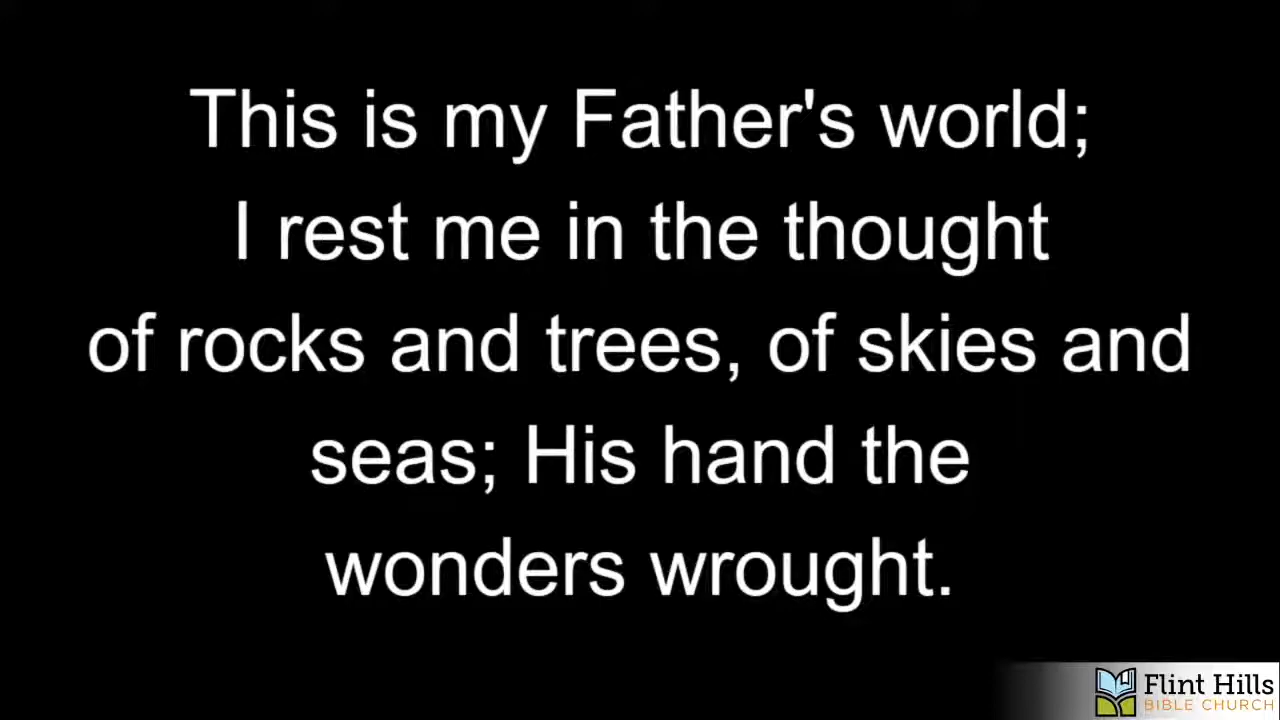 This is my Father's world;
I rest me in the thought
of rocks and trees, of skies and
seas; His hand the
wonders wrought.
Flint Hills
BIBLE CHURCH